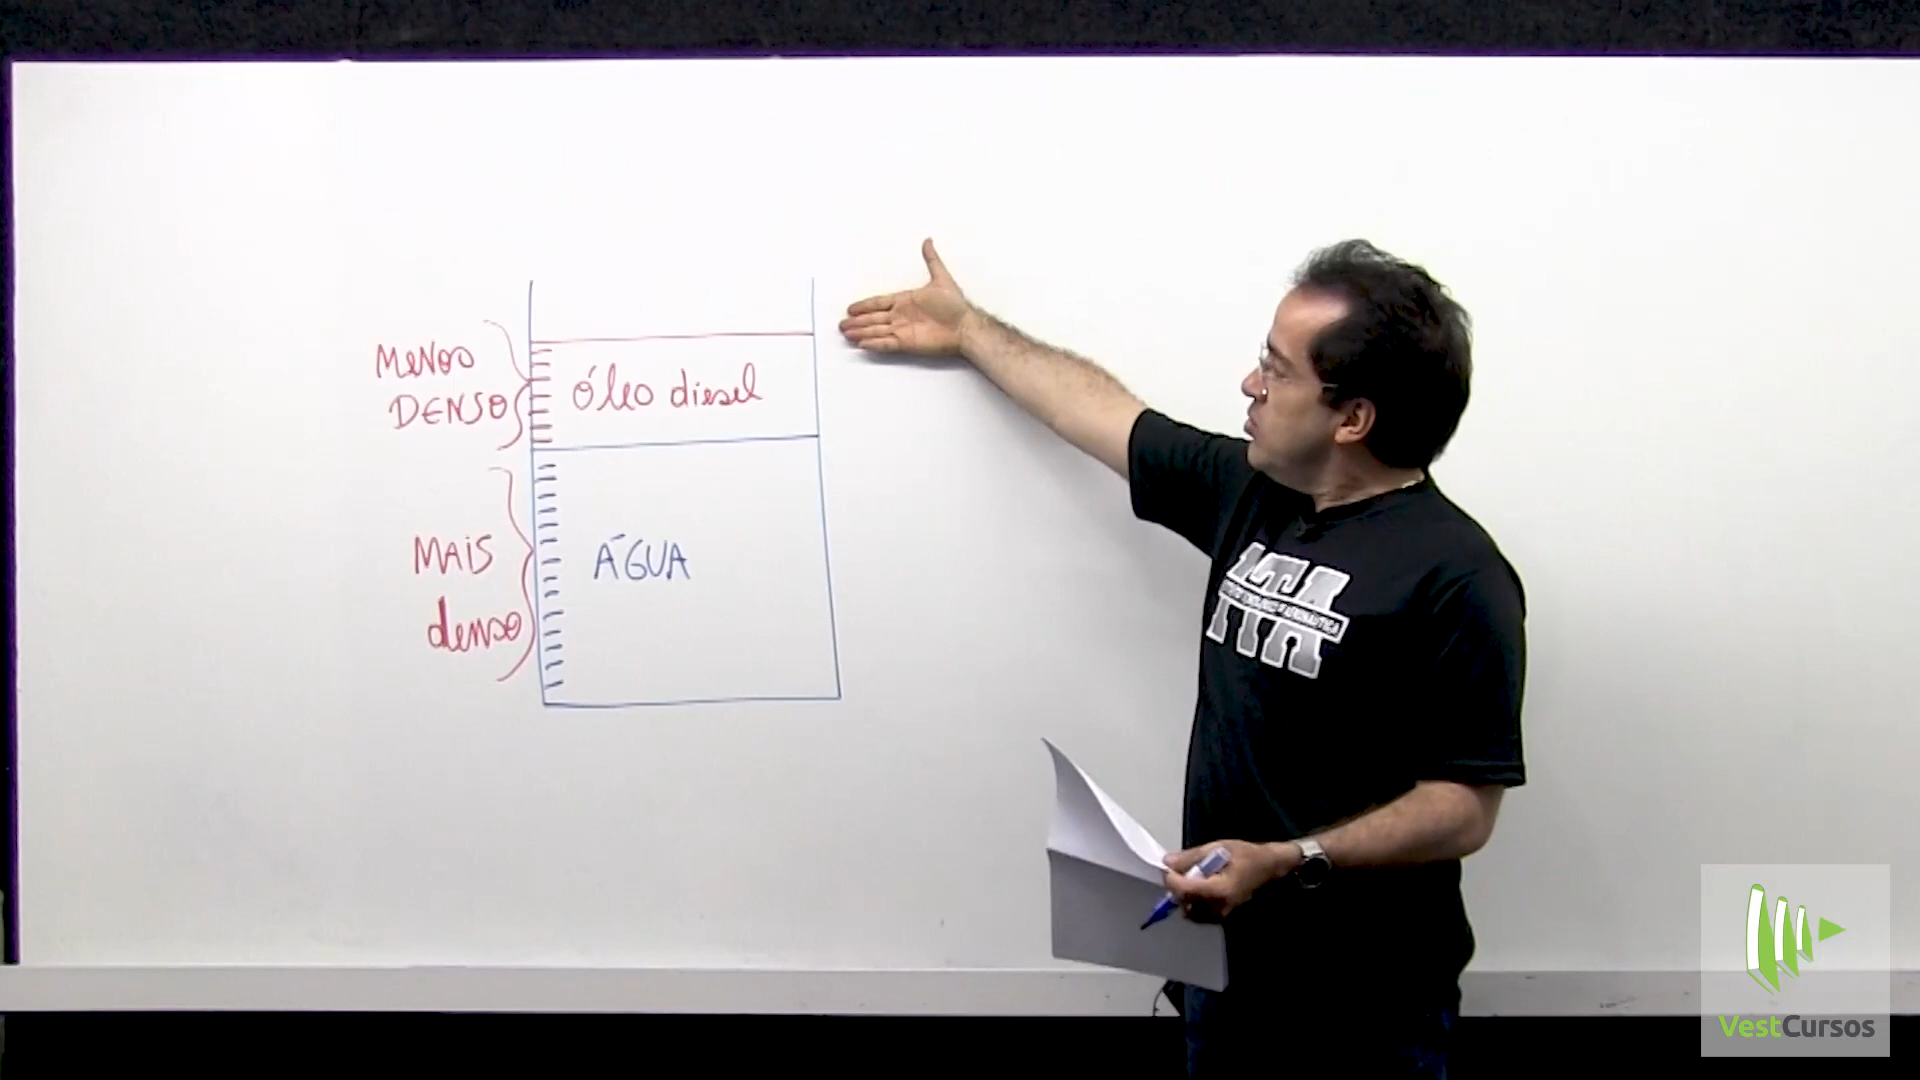 MENOS
DENSO
óleo diesel
MAIS
denso
ÁGUA
ITA
VestCursos